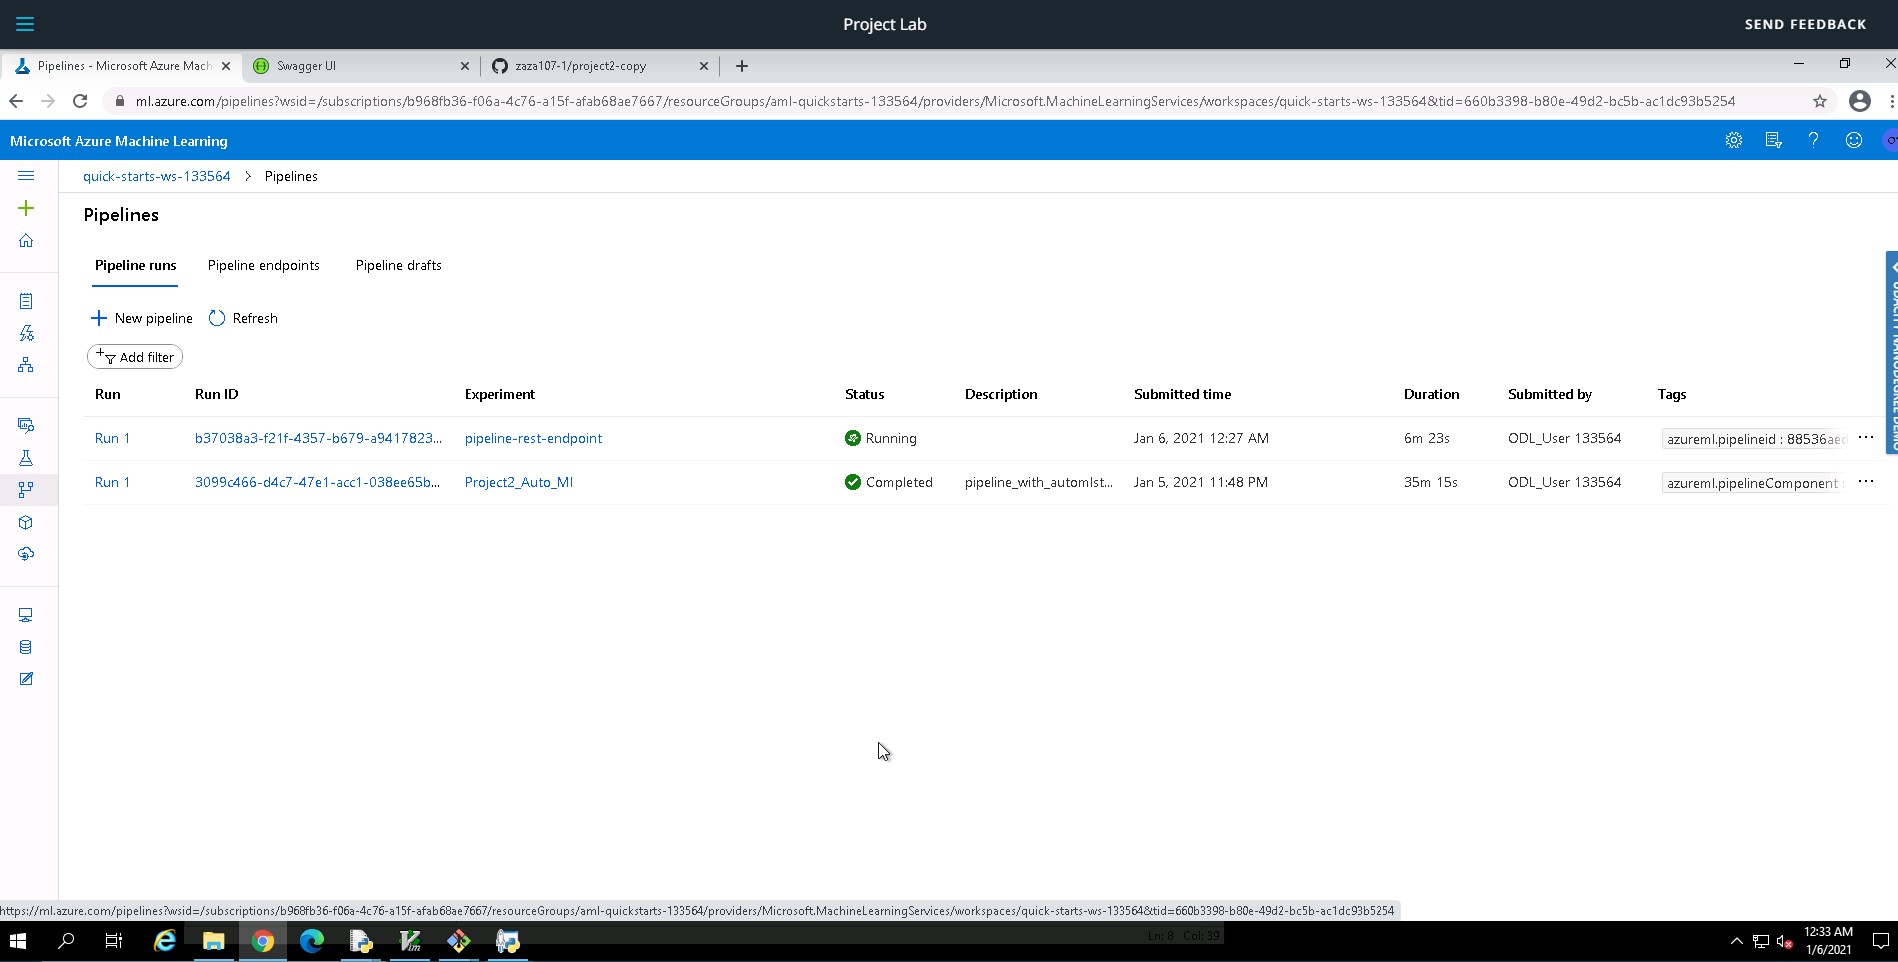 Project Lab
SEND FEEDBACK
Pipelines - Microsoft Azure Mach
Swagger UI
zaza107-1/project2-copy
ml.azure.com/pipelines?wsid=/subscriptions/b968fb36-f06a-4c76-a15f-afab68ae7667/resourceGroups/aml-quickstarts-133564/providers/Microsoft.MachineLearningServices/workspaces/quick-starts-ws-133564&tid=660b3398-b80e-49d2-bc5b-ac1dc93b5254
Microsoft Azure Machine Learning
quick-starts-ws-133564 > Pipelines
Pipelines
Pipeline runs Pipeline endpoints Pipeline drafts
New pipeline Refresh
Add filter
Run Run ID Experiment Status Description Submitted time Duration Submitted by Tags
Run 1 b37038a3-f21f-4357-b679-a9417823... pipeline-rest-endpoint Running Jan 6, 2021 12:27 AM 6m 23s ODL_User 133564 azureml.pipelineid : 88536aed ...
Run 1 3099c466-d4c7-47e1-acc1-038ee65b... Project2_Auto_Ml Completed pipeline_with_automlst... Jan 5, 2021 11:48 PM 35m 15s ODL_User 133564 azureml.pipelineComponent : ...
https://ml.azure.com/pipelines?wsid=/subscriptions/b968fb36-f06a-4c76-a15f-afab68ae7667/resourceGroups/aml-quickstarts-133564/providers/Microsoft.MachineLearningServices/workspaces/quick-starts-ws-133564&tid=660b3398-b80e-49d2-bc5b-ac1dc93b5254
Ln: 8 Col: 39
12:33 AM
1/6/2021